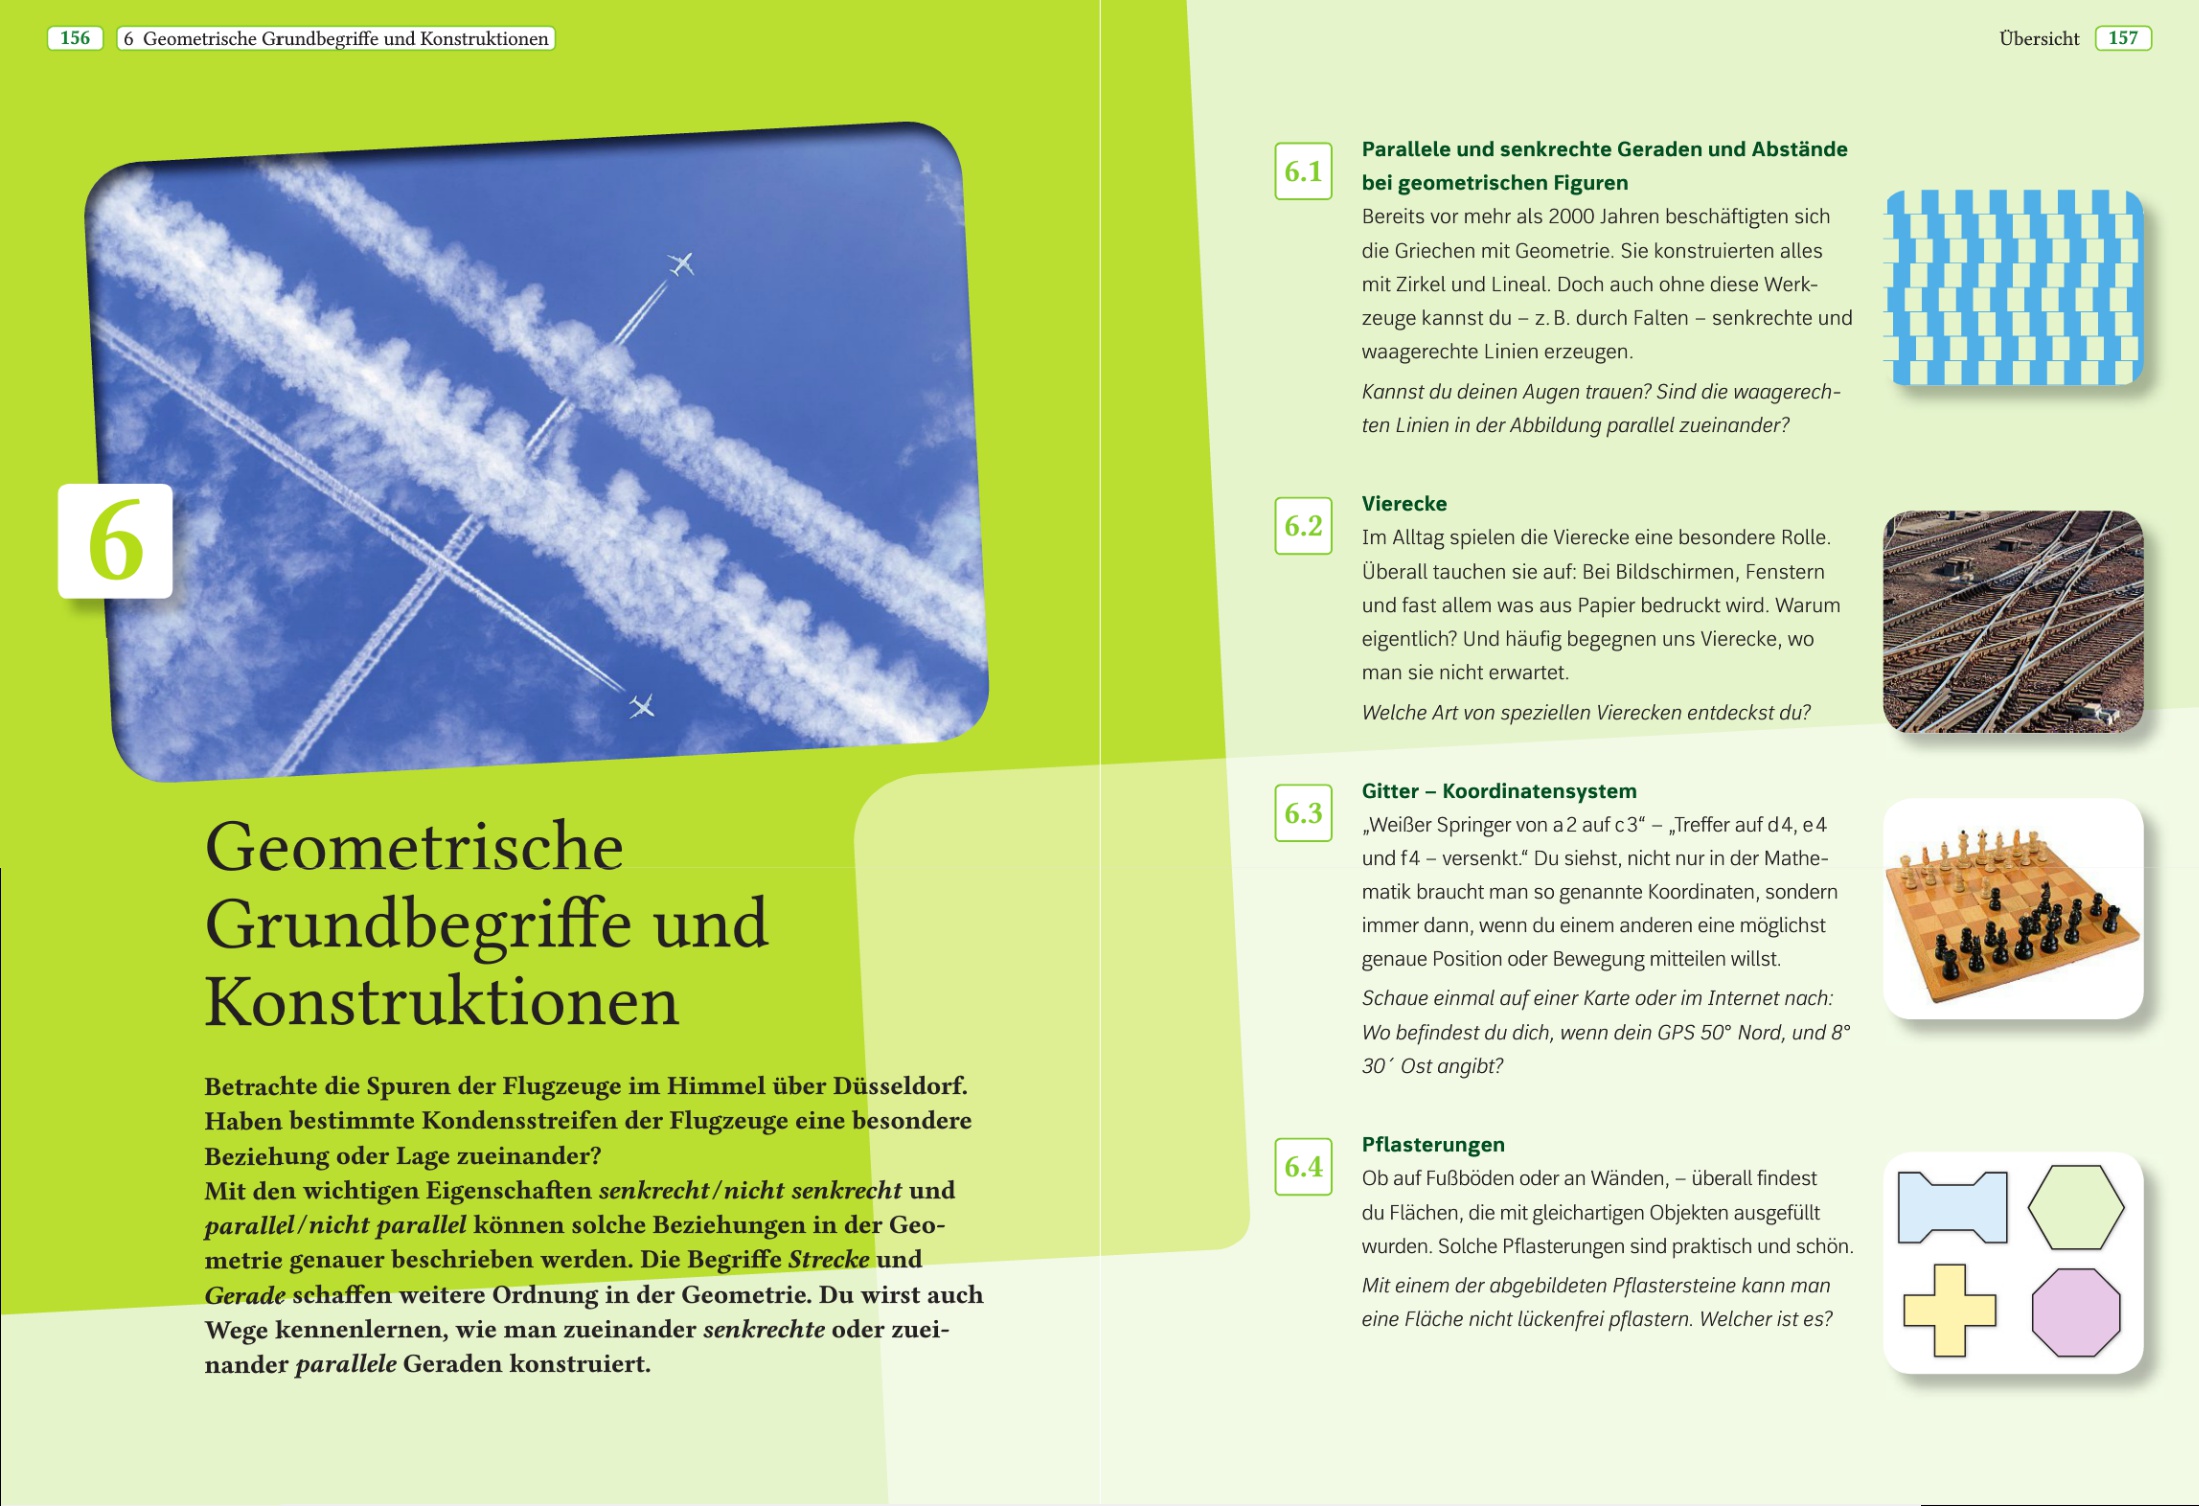 156 6 Geometrische Grundbegriffe und Konstruktionen
6
Geometrische
Grundbegriffe und
Konstruktionen
Betrachte die Spuren der Flugzeuge im Himmel über Düsseldorf.
Haben bestimmte Kondensstreifen der Flugzeuge eine besondere
Beziehung oder Lage zueinander?
Mit den wichtigen Eigenschaften senkrecht/nicht senkrecht und
parallel/nicht parallel können solche Beziehungen in der Geo-
metrie genauer beschrieben werden. Die Begriffe Strecke und
Gerade schaffen weitere Ordnung in der Geometrie. Du wirst auch
Wege kennenlernen, wie man zueinander senkrechte oder zuei-
nander parallele Geraden konstruiert.
Übersicht 157
6.1
Parallele und senkrechte Geraden und Abstände
bei geometrischen Figuren
Bereits vor mehr als 2000 Jahren beschäftigten sich
die Griechen mit Geometrie. Sie konstruierten alles
mit Zirkel und Lineal. Doch auch ohne diese Werk-
zeuge kannst du – z. B. durch Falten – senkrechte und
waagerechte Linien erzeugen.
Kannst du deinen Augen trauen? Sind die waagerech-
ten Linien in der Abbildung parallel zueinander?
6.2
Vierecke
Im Alltag spielen die Vierecke eine besondere Rolle.
Überall tauchen sie auf: Bei Bildschirmen, Fenstern
und fast allem was aus Papier bedruckt wird. Warum
eigentlich? Und häufig begegnen uns Vierecke, wo
man sie nicht erwartet.
Welche Art von speziellen Vierecken entdeckst du?
6.3
Gitter – Koordinatensystem
„Weißer Springer von a 2 auf c 3“ – „Treffer auf d 4, e 4
und f 4 – versenkt.“ Du siehst, nicht nur in der Mathe-
matik braucht man so genannte Koordinaten, sondern
immer dann, wenn du einem anderen eine möglichst
genaue Position oder Bewegung mitteilen willst.
Schaue einmal auf einer Karte oder im Internet nach:
Wo befindest du dich, wenn dein GPS 50° Nord, und 8°
30´ Ost angibt?
6.4
Pflasterungen
Ob auf Fußböden oder an Wänden, – überall findest
du Flächen, die mit gleichartigen Objekten ausgefüllt
wurden. Solche Pflasterungen sind praktisch und schön.
Mit einem der abgebildeten Pflastersteine kann man
eine Fläche nicht lückenfrei pflastern. Welcher ist es?